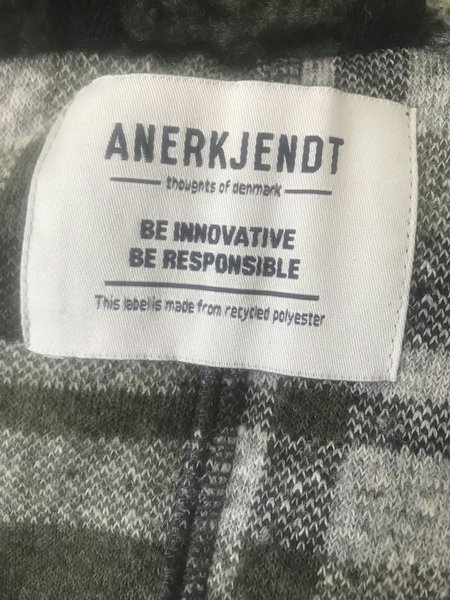 ANERKJENDT
thoughts of denmark
BE INNOVATIVE
BE RESPONSIBLE
This label is made from recycled polyester